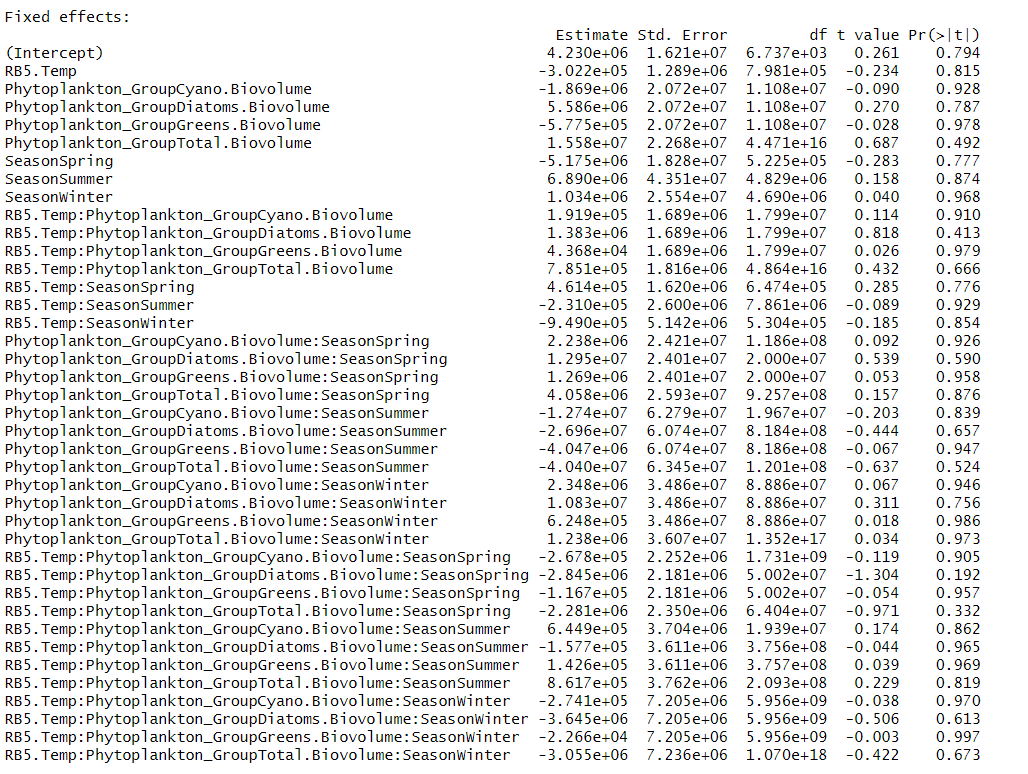 Fixed effects:
Estimate Std. Error df t value Pr(>|t|)
(Intercept) 4.230e+06 1.621e+07 6.737e+03 0.261 0.794
RB5.Temp -3.022e+05 1.289e+06 7.981e+05 -0.234 0.815
Phytoplankton_GroupCyano.Biovolume -1.869e+06 2.072e+07 1.108e+07 -0.090 0.928
Phytoplankton_GroupDiatoms.Biovolume 5.586e+06 2.072e+07 1.108e+07 0.270 0.787
Phytoplankton_GroupGreens.Biovolume -5.775e+05 2.072e+07 1.108e+07 -0.028 0.978
Phytoplankton_GroupTotal.Biovolume 1.558e+07 2.268e+07 4.471e+16 0.687 0.492
SeasonSpring -5.175e+06 1.828e+07 5.225e+05 -0.283 0.777
SeasonSummer 6.890e+06 4.351e+07 4.829e+06 0.158 0.874
SeasonWinter 1.034e+06 2.554e+07 4.690e+06 0.040 0.968
RB5.Temp:Phytoplankton_GroupCyano.Biovolume 1.919e+05 1.689e+06 1.799e+07 0.114 0.910
RB5.Temp:Phytoplankton_GroupDiatoms.Biovolume 1.383e+06 1.689e+06 1.799e+07 0.818 0.413
RB5.Temp:Phytoplankton_GroupGreens.Biovolume 4.368e+04 1.689e+06 1.799e+07 0.026 0.979
RB5.Temp:Phytoplankton_GroupTotal.Biovolume 7.851e+05 1.816e+06 4.864e+16 0.432 0.666
RB5.Temp:SeasonSpring 4.614e+05 1.620e+06 6.474e+05 0.285 0.776
RB5.Temp:SeasonSummer -2.310e+05 2.600e+06 7.861e+06 -0.089 0.929
RB5.Temp:SeasonWinter -9.490e+05 5.142e+06 5.304e+05 -0.185 0.854
Phytoplankton_GroupCyano.Biovolume:SeasonSpring 2.238e+06 2.421e+07 1.186e+08 0.092 0.926
Phytoplankton_GroupDiatoms.Biovolume:SeasonSpring 1.295e+07 2.401e+07 2.000e+07 0.539 0.590
Phytoplankton_GroupGreens.Biovolume:SeasonSpring 1.269e+06 2.401e+07 2.000e+07 0.053 0.958
Phytoplankton_GroupTotal.Biovolume:SeasonSpring 4.058e+06 2.593e+07 9.257e+08 0.157 0.876
Phytoplankton_GroupCyano.Biovolume:SeasonSummer -1.274e+07 6.279e+07 1.967e+07 -0.203 0.839
Phytoplankton_GroupDiatoms.Biovolume:SeasonSummer -2.696e+07 6.074e+07 8.184e+08 -0.444 0.657
Phytoplankton_GroupGreens.Biovolume:SeasonSummer -4.047e+06 6.074e+07 8.186e+08 -0.067 0.947
Phytoplankton_GroupTotal.Biovolume:SeasonSummer -4.040e+07 6.345e+07 1.201e+08 -0.637 0.524
Phytoplankton_GroupCyano.Biovolume:SeasonWinter 2.348e+06 3.486e+07 8.886e+07 0.067 0.946
Phytoplankton_GroupDiatoms.Biovolume:SeasonWinter 1.083e+07 3.486e+07 8.886e+07 0.311 0.756
Phytoplankton_GroupGreens.Biovolume:SeasonWinter 6.248e+05 3.486e+07 8.886e+07 0.018 0.986
Phytoplankton_GroupTotal.Biovolume:SeasonWinter 1.238e+06 3.607e+07 1.352e+17 0.034 0.973
RB5.Temp:Phytoplankton_GroupCyano.Biovolume:SeasonSpring -2.678e+05 2.252e+06 1.731e+09 -0.119 0.905
RB5.Temp:Phytoplankton_GroupDiatoms.Biovolume:SeasonSpring -2.845e+06 2.181e+06 5.002e+07 -1.304 0.192
RB5.Temp:Phytoplankton_GroupGreens.Biovolume:SeasonSpring -1.167e+05 2.181e+06 5.002e+07 -0.054 0.957
RB5.Temp:Phytoplankton_GroupTotal.Biovolume:SeasonSpring -2.281e+06 2.350e+06 6.404e+07 -0.971 0.332
RB5.Temp:Phytoplankton_GroupCyano.Biovolume:SeasonSummer 6.449e+05 3.704e+06 1.939e+07 0.174 0.862
RB5.Temp:Phytoplankton_GroupDiatoms.Biovolume:SeasonSummer -1.577e+05 3.611e+06 3.756e+08 -0.044 0.965
RB5.Temp:Phytoplankton_GroupGreens.Biovolume:SeasonSummer 1.426e+05 3.611e+06 3.757e+08 0.039 0.969
RB5.Temp:Phytoplankton_GroupTotal.Biovolume:SeasonSummer 8.617e+05 3.762e+06 2.093e+08 0.229 0.819
RB5.Temp:Phytoplankton_GroupCyano.Biovolume:SeasonWinter -2.741e+05 7.205e+06 5.956e+09 -0.038 0.970
RB5.Temp:Phytoplankton_GroupDiatoms.Biovolume:SeasonWinter -3.645e+06 7.205e+06 5.956e+09 -0.506 0.613
RB5.Temp:Phytoplankton_GroupGreens.Biovolume:SeasonWinter -2.266e+04 7.205e+06 5.956e+09 -0.003 0.997
RB5.Temp:Phytoplankton_GroupTotal.Biovolume:SeasonWinter -3.055e+06 7.236e+06 1.070e+18 -0.422 0.673